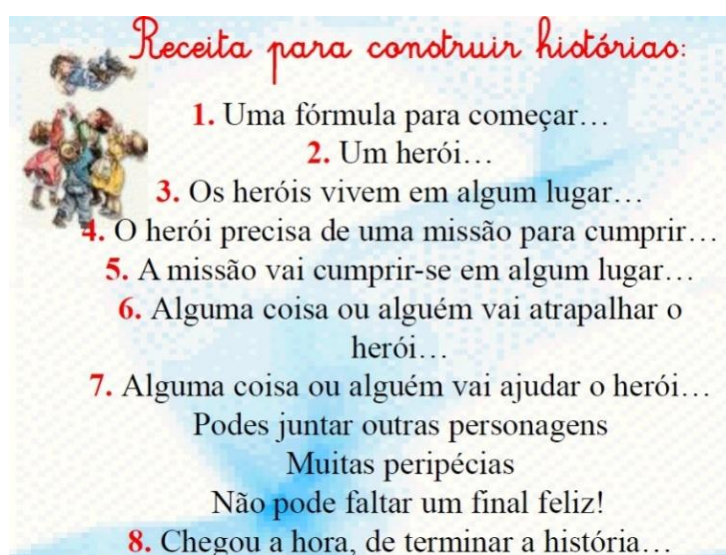 Receita para construir histórias:
1. Uma fórmula para começar…
2. Um herói…
3. Os heróis vivem em algum lugar…
4. O herói precisa de uma missão para cumprir…
5. A missão vai cumprir-se em algum lugar…
6. Alguma coisa ou alguém vai atrapalhar o
herói…
7. Alguma coisa ou alguém vai ajudar o herói…
Podes juntar outras personagens
Muitas peripécias
Não pode faltar um final feliz!
8. Chegou a hora, de terminar a história…